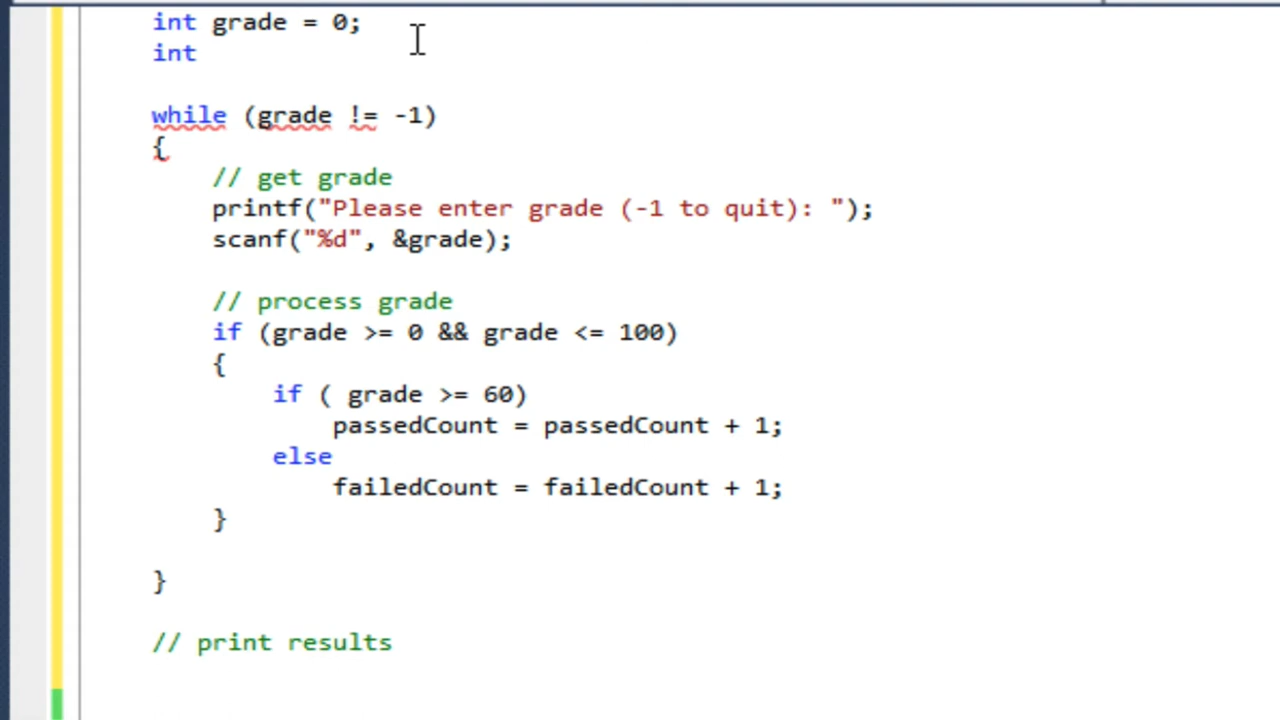 int grade = 0;
int
while (grade != -1)
{
// get grade
printf("Please enter grade (-1 to quit): ");
scanf("%d", &grade);
// process grade
if (grade >= 0 && grade <= 100)
{
if ( grade >= 60)
passedCount = passedCount + 1;
else
failedCount = failedCount + 1;
}
}
// print results